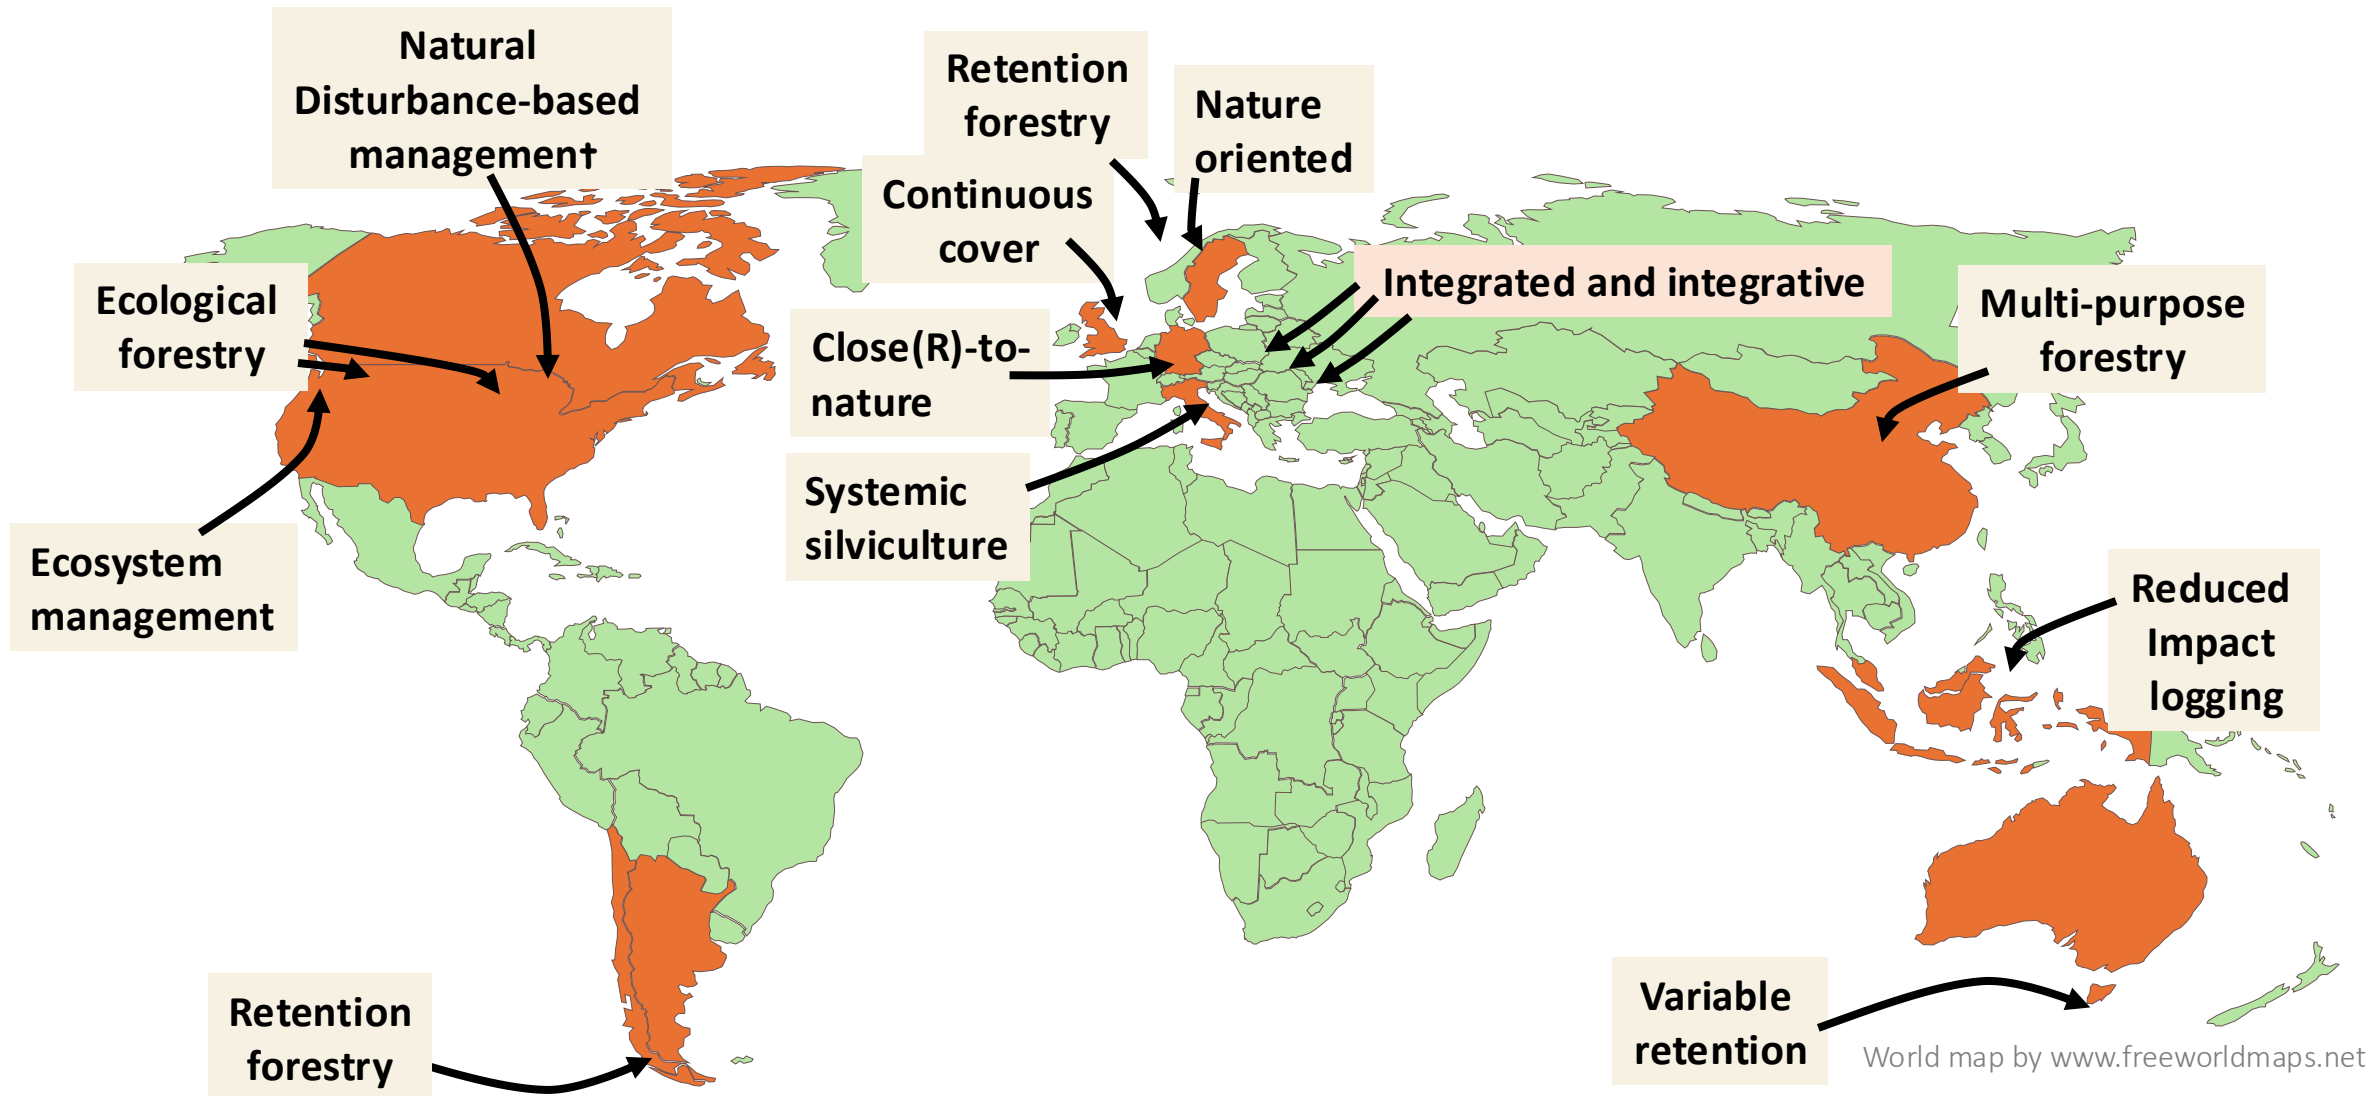 Natural
Disturbance-based
management
Retention
forestry
Nature
oriented
Continuous
cover
Integrated and integrative
Ecological
forestry
Multi-purpose
forestry
Close(R)-to-
nature
Systemic
silviculture
Ecosystem
management
Reduced
Impact
logging
Retention
forestry
Variable
retention
World map by www.freeworldmaps.net